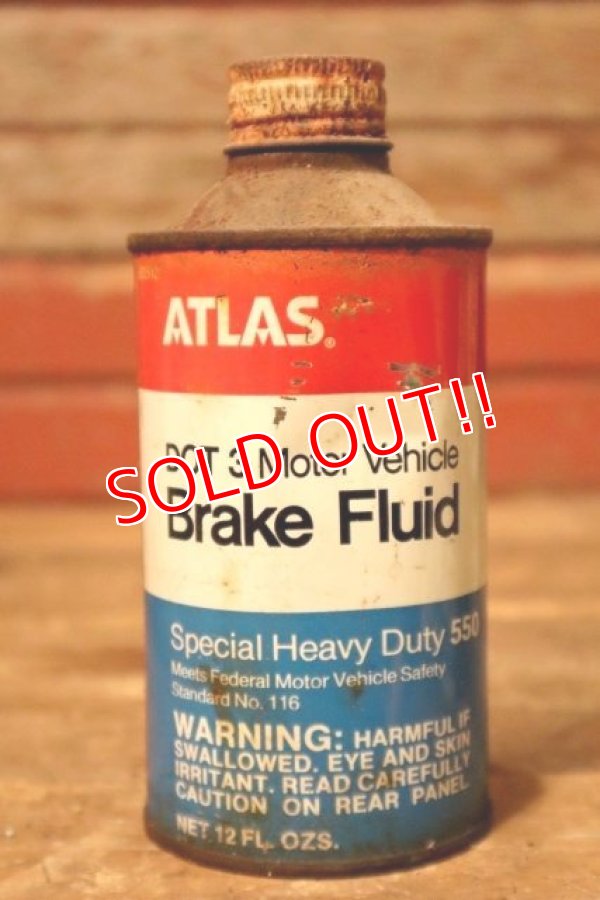 ATLAS®
SOLD OUT!!
DOT 3 Motor Vehicle
Brake Fluid
Special Heavy Duty 550
Meets Federal Motor Vehicle Safety
Standard No. 116
WARNING: HARMFUL IF
SWALLOWED. EYE AND SKIN
IRRITANT. READ CAREFULLY
CAUTION ON REAR PANEL
NET 12 FL. OZS.